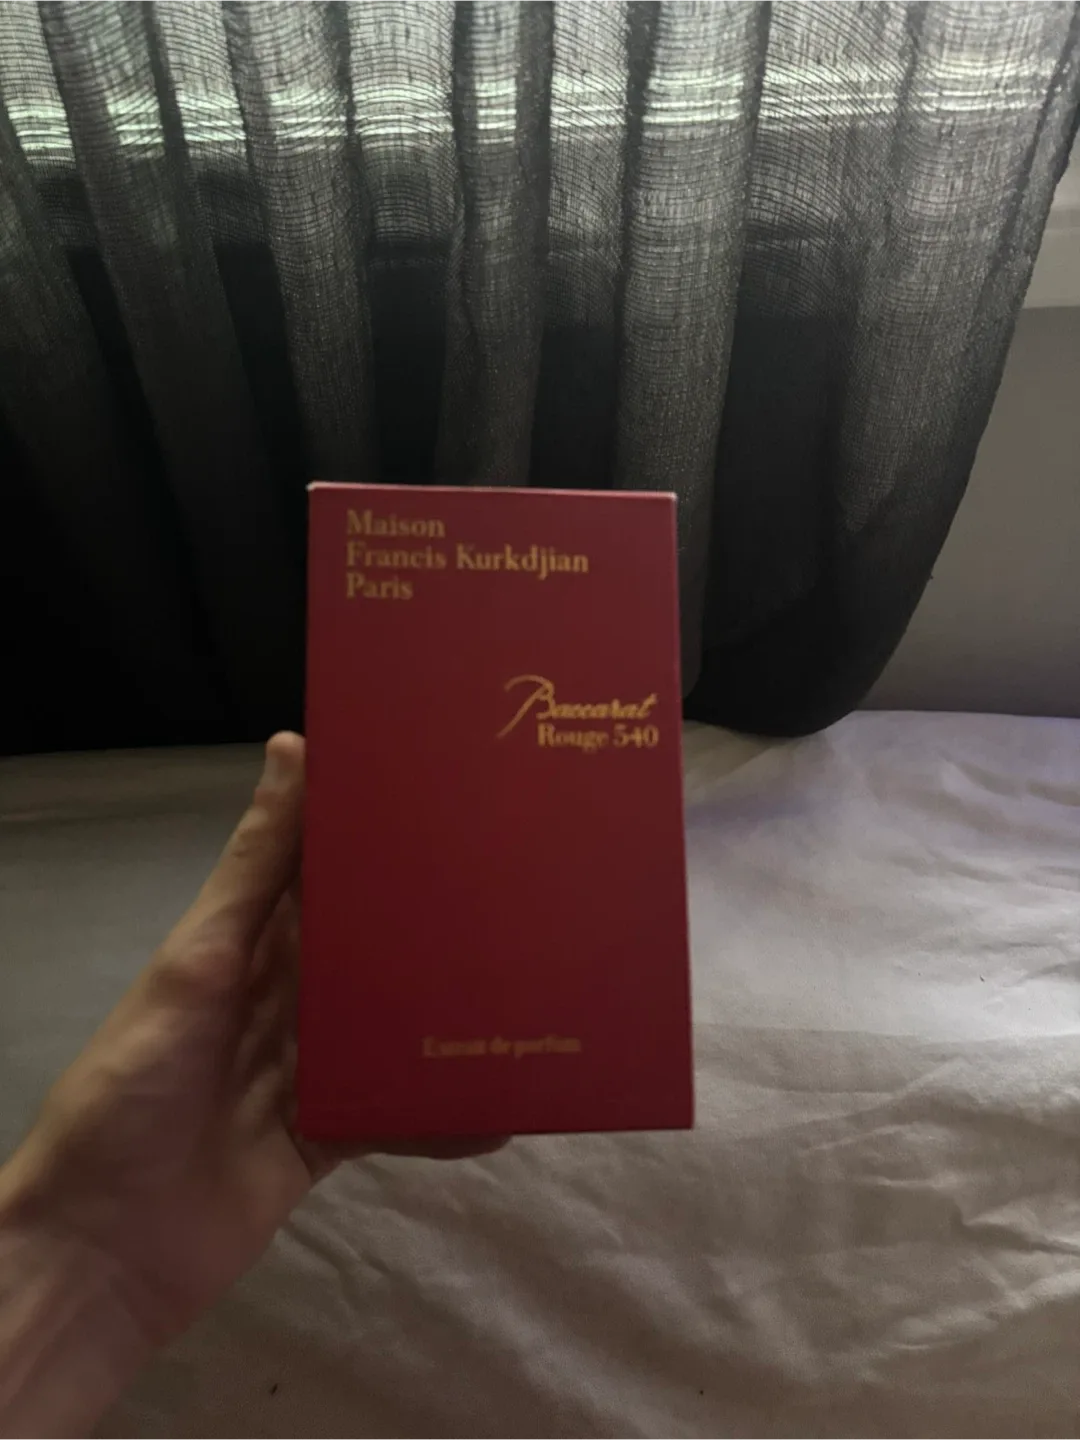 Maison
Francis Kurkdjian
Paris
Baccarat
Rouge 540
Extrait de parfum